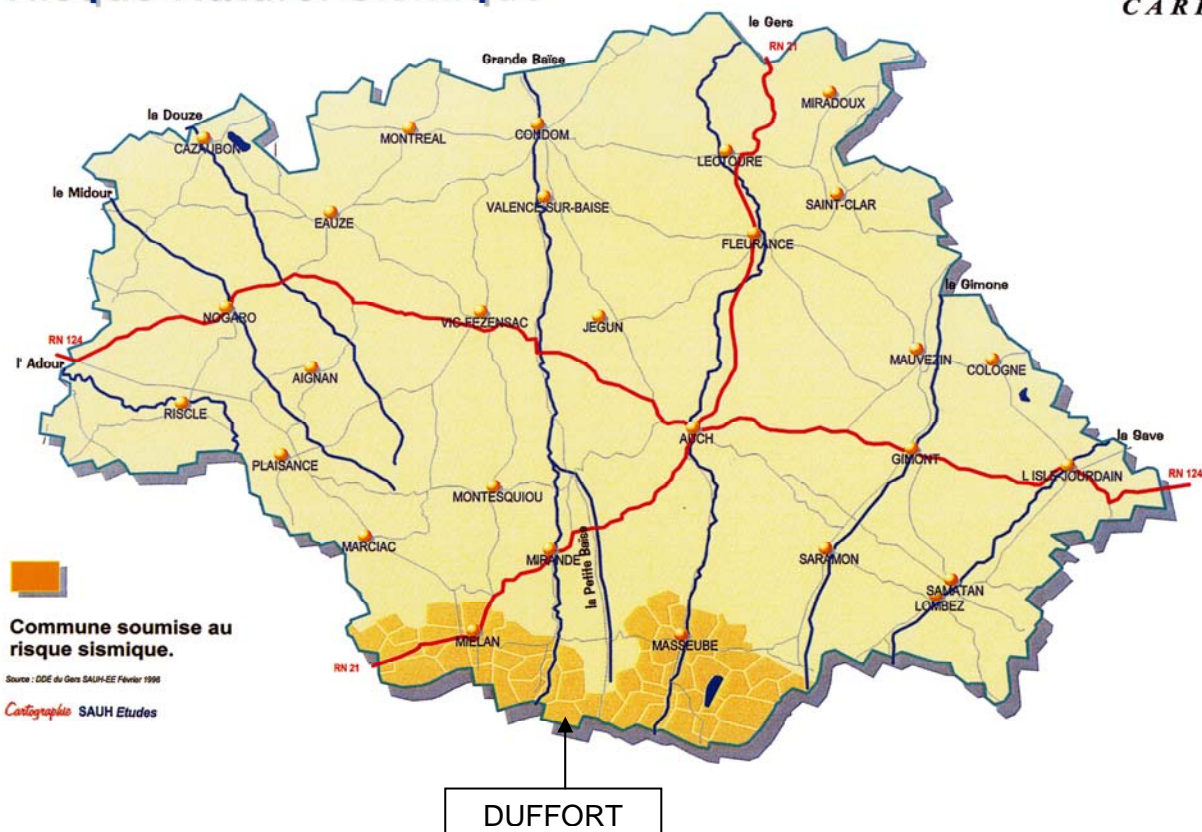 CAR
le Gers
RN 21
Grande Baïse
MIRADOUX
la Douze
CAZAUBON
MONTREAL
CONDOM
LECTOURE
le Midour
EAUZE
VALENCE-SUR-BAISE
SAINT-CLAR
FLEURANCE
la Gimone
NOGARO
VIC-FEZENSAC
JEGUN
RN 124
l' Adour
AIGNAN
MAUVEZIN
COLOGNE
RISCLE
AUCH
la Save
PLAISANCE
GIMONT
L ISLE-JOURDAIN
RN 124
MONTESQUIOU
MARCIAC
MIRANDE
la Petite Baïse
SARAMON
SAMATAN
LOMBEZ
Commune soumise au
risque sismique.
MIELAN
MASSEUBE
RN 21
Source : DDE du Gers SAUH-EE Février 1996
Cartographie SAUH Etudes
DUFFORT